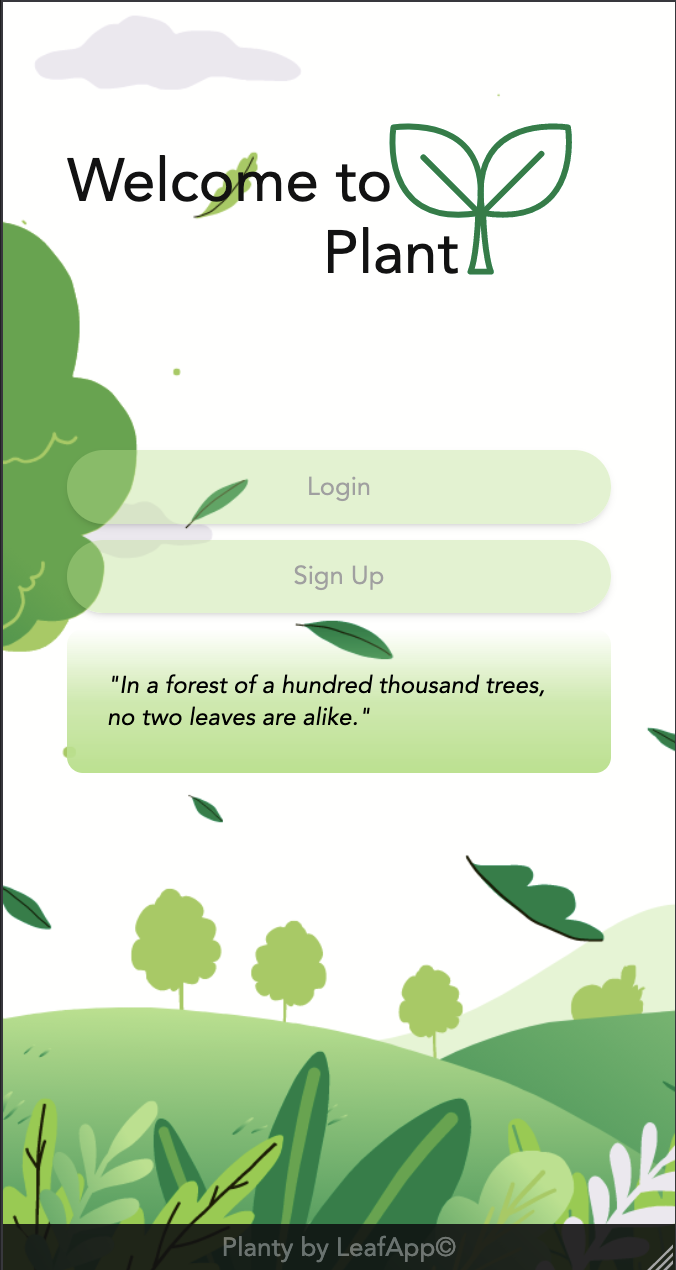 Welcome to
Plant
Login
Sign Up
"In a forest of a hundred thousand trees,
no two leaves are alike."
Planty by LeafApp©